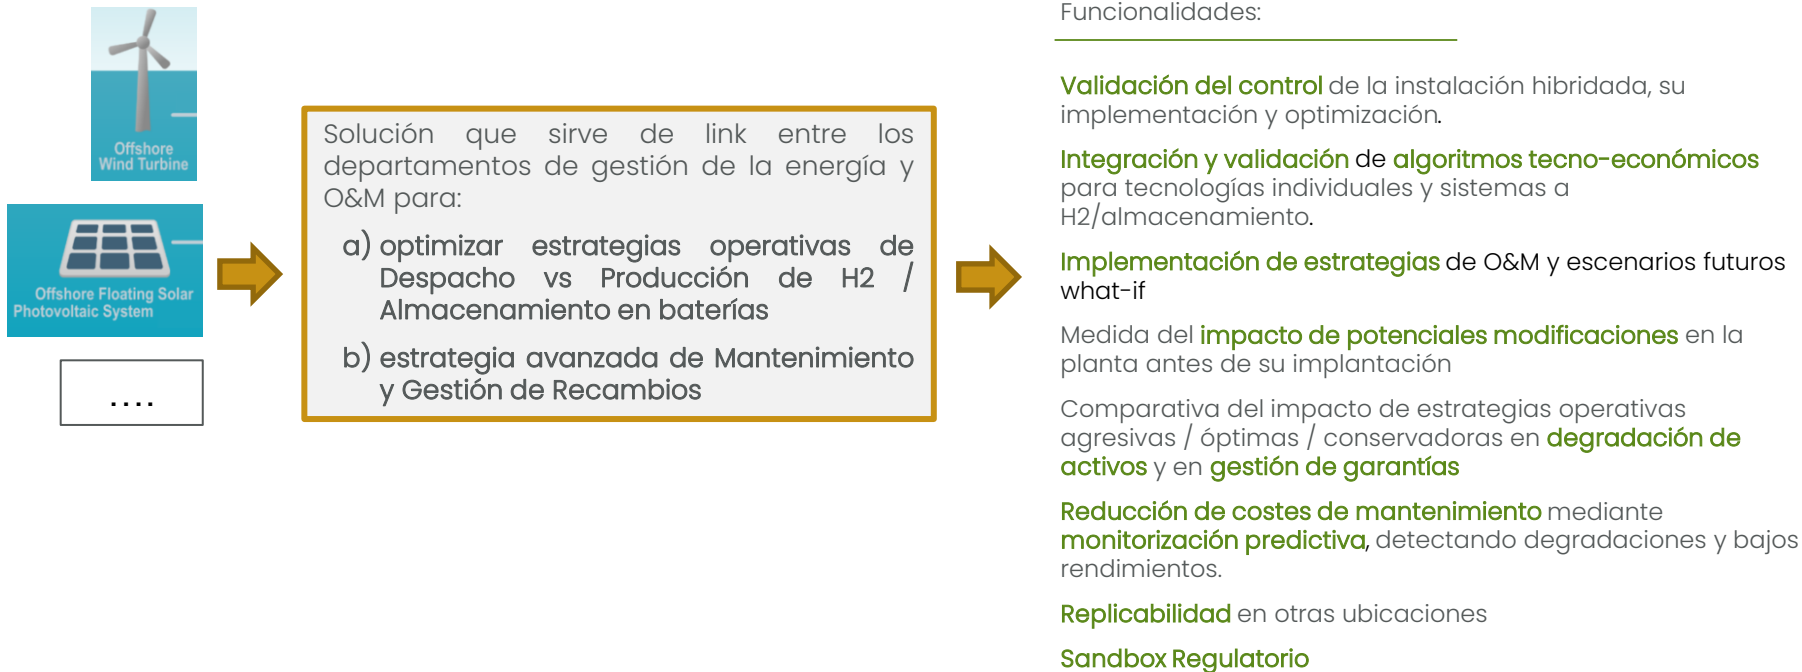 Offshore
Wind Turbine
Offshore Floating Solar
Photovoltaic System
....
Solución que sirve de link entre los
departamentos de gestión de la energía y
O&M para:
a) optimizar estrategias operativas de
Despacho vs Producción de H2 /
Almacenamiento en baterías
b) estrategia avanzada de Mantenimiento
y Gestión de Recambios
Funcionalidades:
Validación del control de la instalación hibridada, su
implementación y optimización.
Integración y validación de algoritmos tecno-económicos
para tecnologías individuales y sistemas a
H2/almacenamiento.
Implementación de estrategias de O&M y escenarios futuros
what-if
Medida del impacto de potenciales modificaciones en la
planta antes de su implantación
Comparativa del impacto de estrategias operativas
agresivas / óptimas / conservadoras en degradación de
activos y en gestión de garantías
Reducción de costes de mantenimiento mediante
monitorización predictiva, detectando degradaciones y bajos
rendimientos.
Replicabilidad en otras ubicaciones
Sandbox Regulatorio